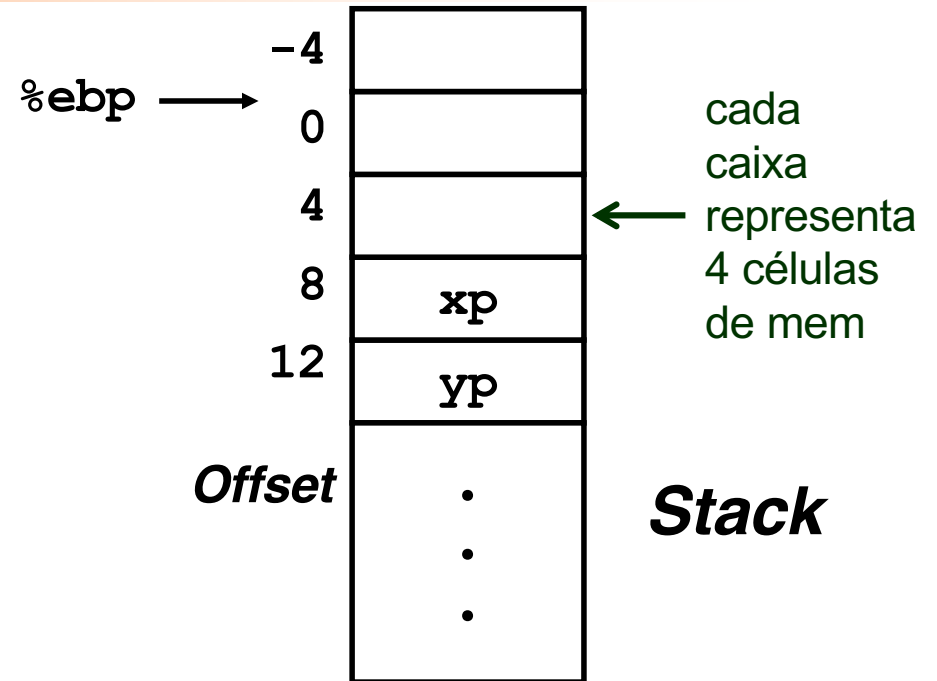 -4
%ebp
0
4
8
xp
12
yp
cada
caixa
representa
4 células
de mem
Offset
Stack